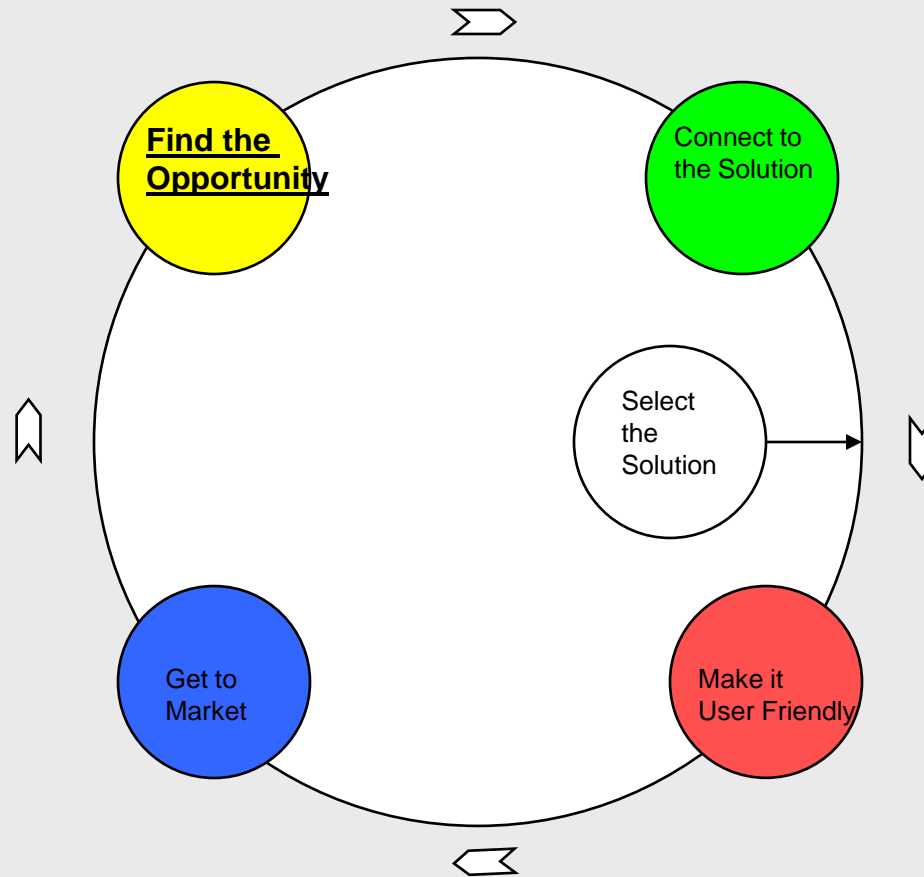 Find the
Opportunity
Connect to
the Solution
Select
the
Solution
Make it
User Friendly
Get to
Market